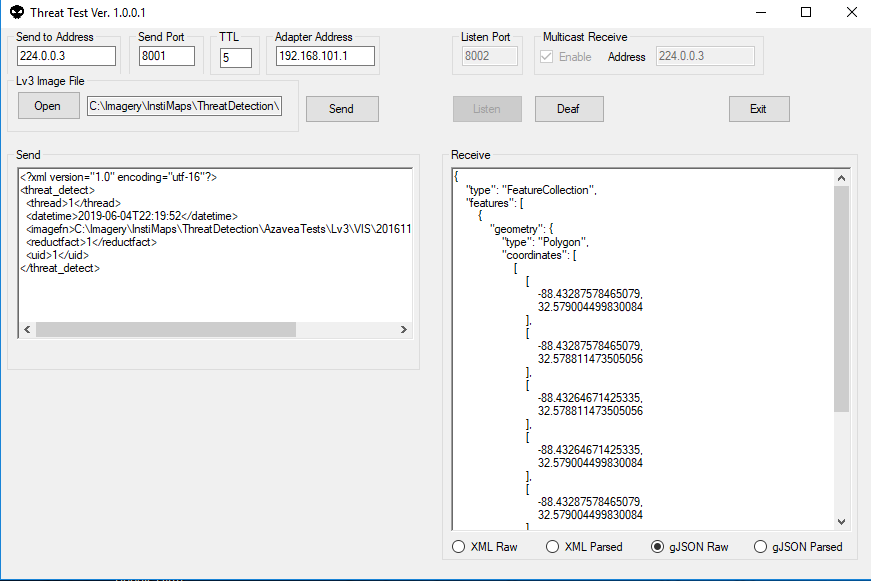 Threat Test Ver. 1.0.0.1
Send to Address
Send Port
TTL
Adapter Address
Listen Port
Multicast Receive
224.0.0.3
8001
5
192.168.101.1
8002
Enable
Address
224.0.0.3
Lv3 Image File
Open
C:\Imagery\InstiMaps\ThreatDetection\
Send
Listen
Deaf
Exit
Send
<?xml version="1.0" encoding="utf-16"?>
<threat_detect>
<thread>1</thread>
<datetime>2019-06-04T22:19:52</datetime>
<imagefn>C:\Imagery\InstiMaps\ThreatDetection\AzaveaTests\Lv3\VIS\201611
<reductfact>1</reductfact>
<uid>1</uid>
</threat_detect>
Receive
{
"type": "FeatureCollection",
"features": [
{
"geometry": {
"type": "Polygon",
"coordinates": [
[
[
-88.43287578465079,
32.579004499830084
],
[
-88.43287578465079,
32.578811473505056
],
[
-88.43264671425335,
32.578811473505056
],
[
-88.43264671425335,
32.579004499830084
],
[
-88.43287578465079,
32.579004499830084
]
XML Raw
XML Parsed
gJSON Raw
gJSON Parsed